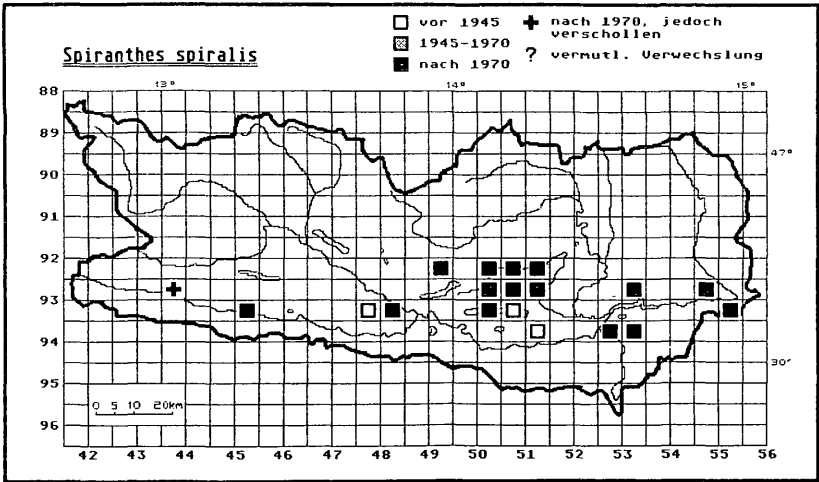 Spiranthes spiralis
vor 1945
1945-1970
nach 1970
+ nach 1970, jedoch
verschollen
? vermutl. Verwechslung
13°
14°
15°
88
89
90
91
92
93
94
95
96
47°
30'
0 5 10 20km
42 43 44 45 46 47 48 49 50 51 52 53 54 55 56